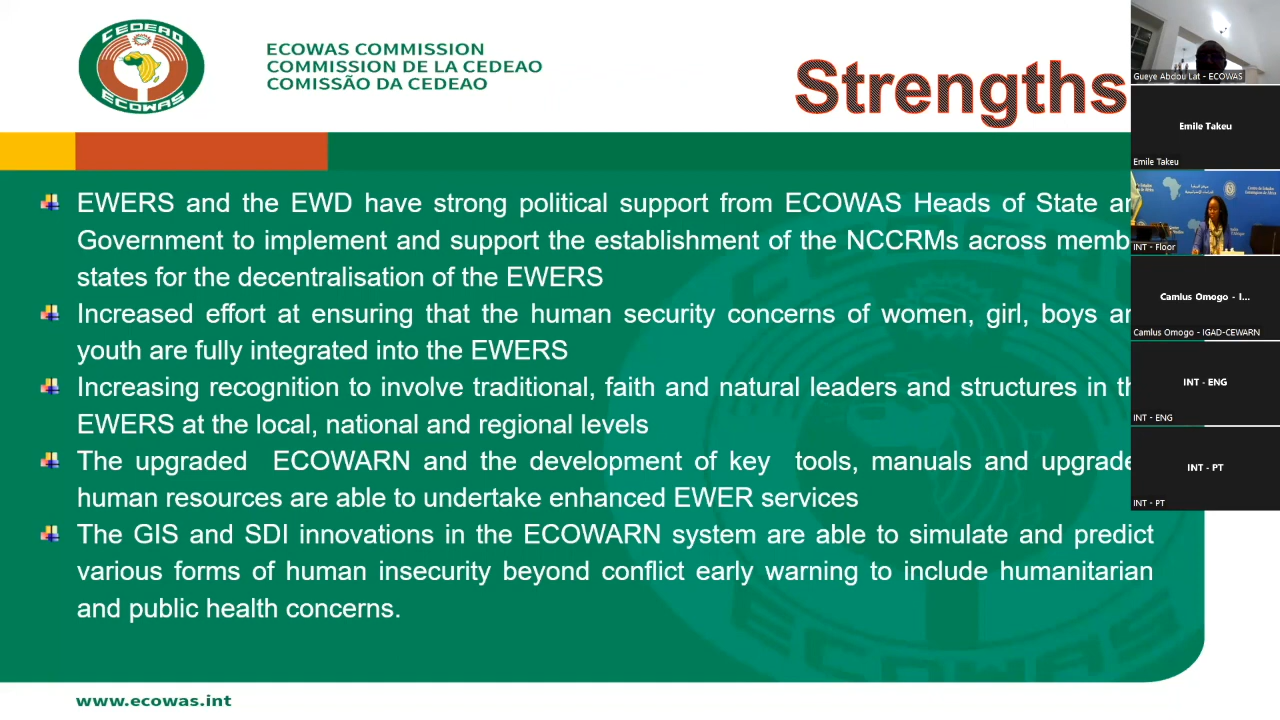 CEDEAO
ECOWAS
ECOWAS COMMISSION
COMMISSION DE LA CEDEAO
COMISSÃO DA CEDEAO
Strengths
EWERS and the EWD have strong political support from ECOWAS Heads of State an
Government to implement and support the establishment of the NCCRMs across membe
states for the decentralisation of the EWERS
Increased effort at ensuring that the human security concerns of women, girl, boys an
youth are fully integrated into the EWERS
Increasing recognition to involve traditional, faith and natural leaders and structures in th
EWERS at the local, national and regional levels
The upgraded ECOWARN and the development of key tools, manuals and upgrade
human resources are able to undertake enhanced EWER services
The GIS and SDI innovations in the ECOWARN system are able to simulate and predict
various forms of human insecurity beyond conflict early warning to include humanitarian
and public health concerns.
ECOWAS
www.ecowas.int
Gueye Abdou Lat - ECOWAS
Emile Takeu
Emile Takeu
INT - Floor
Camlus Omogo - I...
Camlus Omogo - IGAD-CEWARN
INT - ENG
INT - ENG
INT - PT
INT - PT